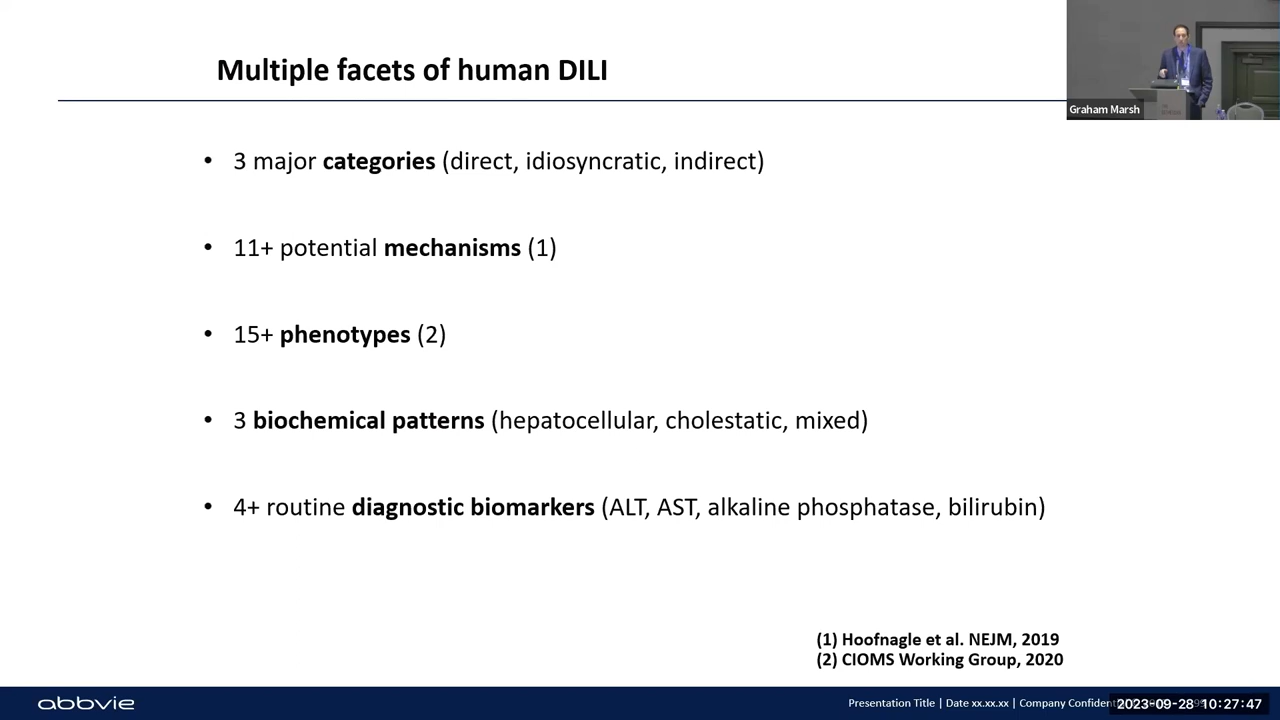 Multiple facets of human DILI
Graham Marsh
• 3 major categories (direct, idiosyncratic, indirect)
• 11+ potential mechanisms (1)
• 15+ phenotypes (2)
• 3 biochemical patterns (hepatocellular, cholestatic, mixed)
• 4+ routine diagnostic biomarkers (ALT, AST, alkaline phosphatase, bilirubin)
(1) Hoofnagle et al. NEJM, 2019
(2) CIOMS Working Group, 2020
abbvie
Presentation Title | Date xx.xx.xx | Company
2023-09-28 10:27:47